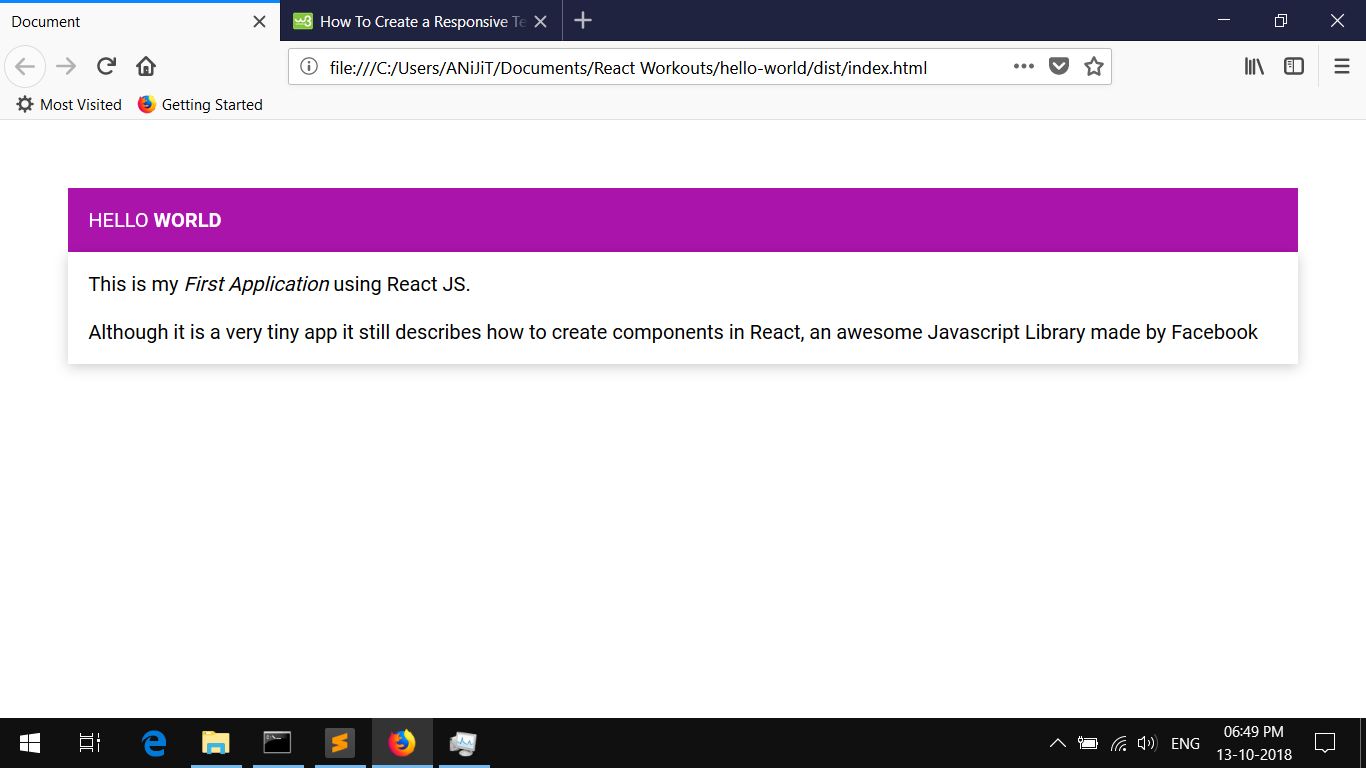 Document
How To Create a Responsive
file:///C:/Users/ANiJiT/Documents/React Workouts/hello-world/dist/index.html
Most Visited Getting Started
HELLO WORLD
This is my First Application using React JS.
Although it is a very tiny app it still describes how to create components in React, an awesome Javascript Library made by Facebook
ENG
06:49 PM
13-10-2018